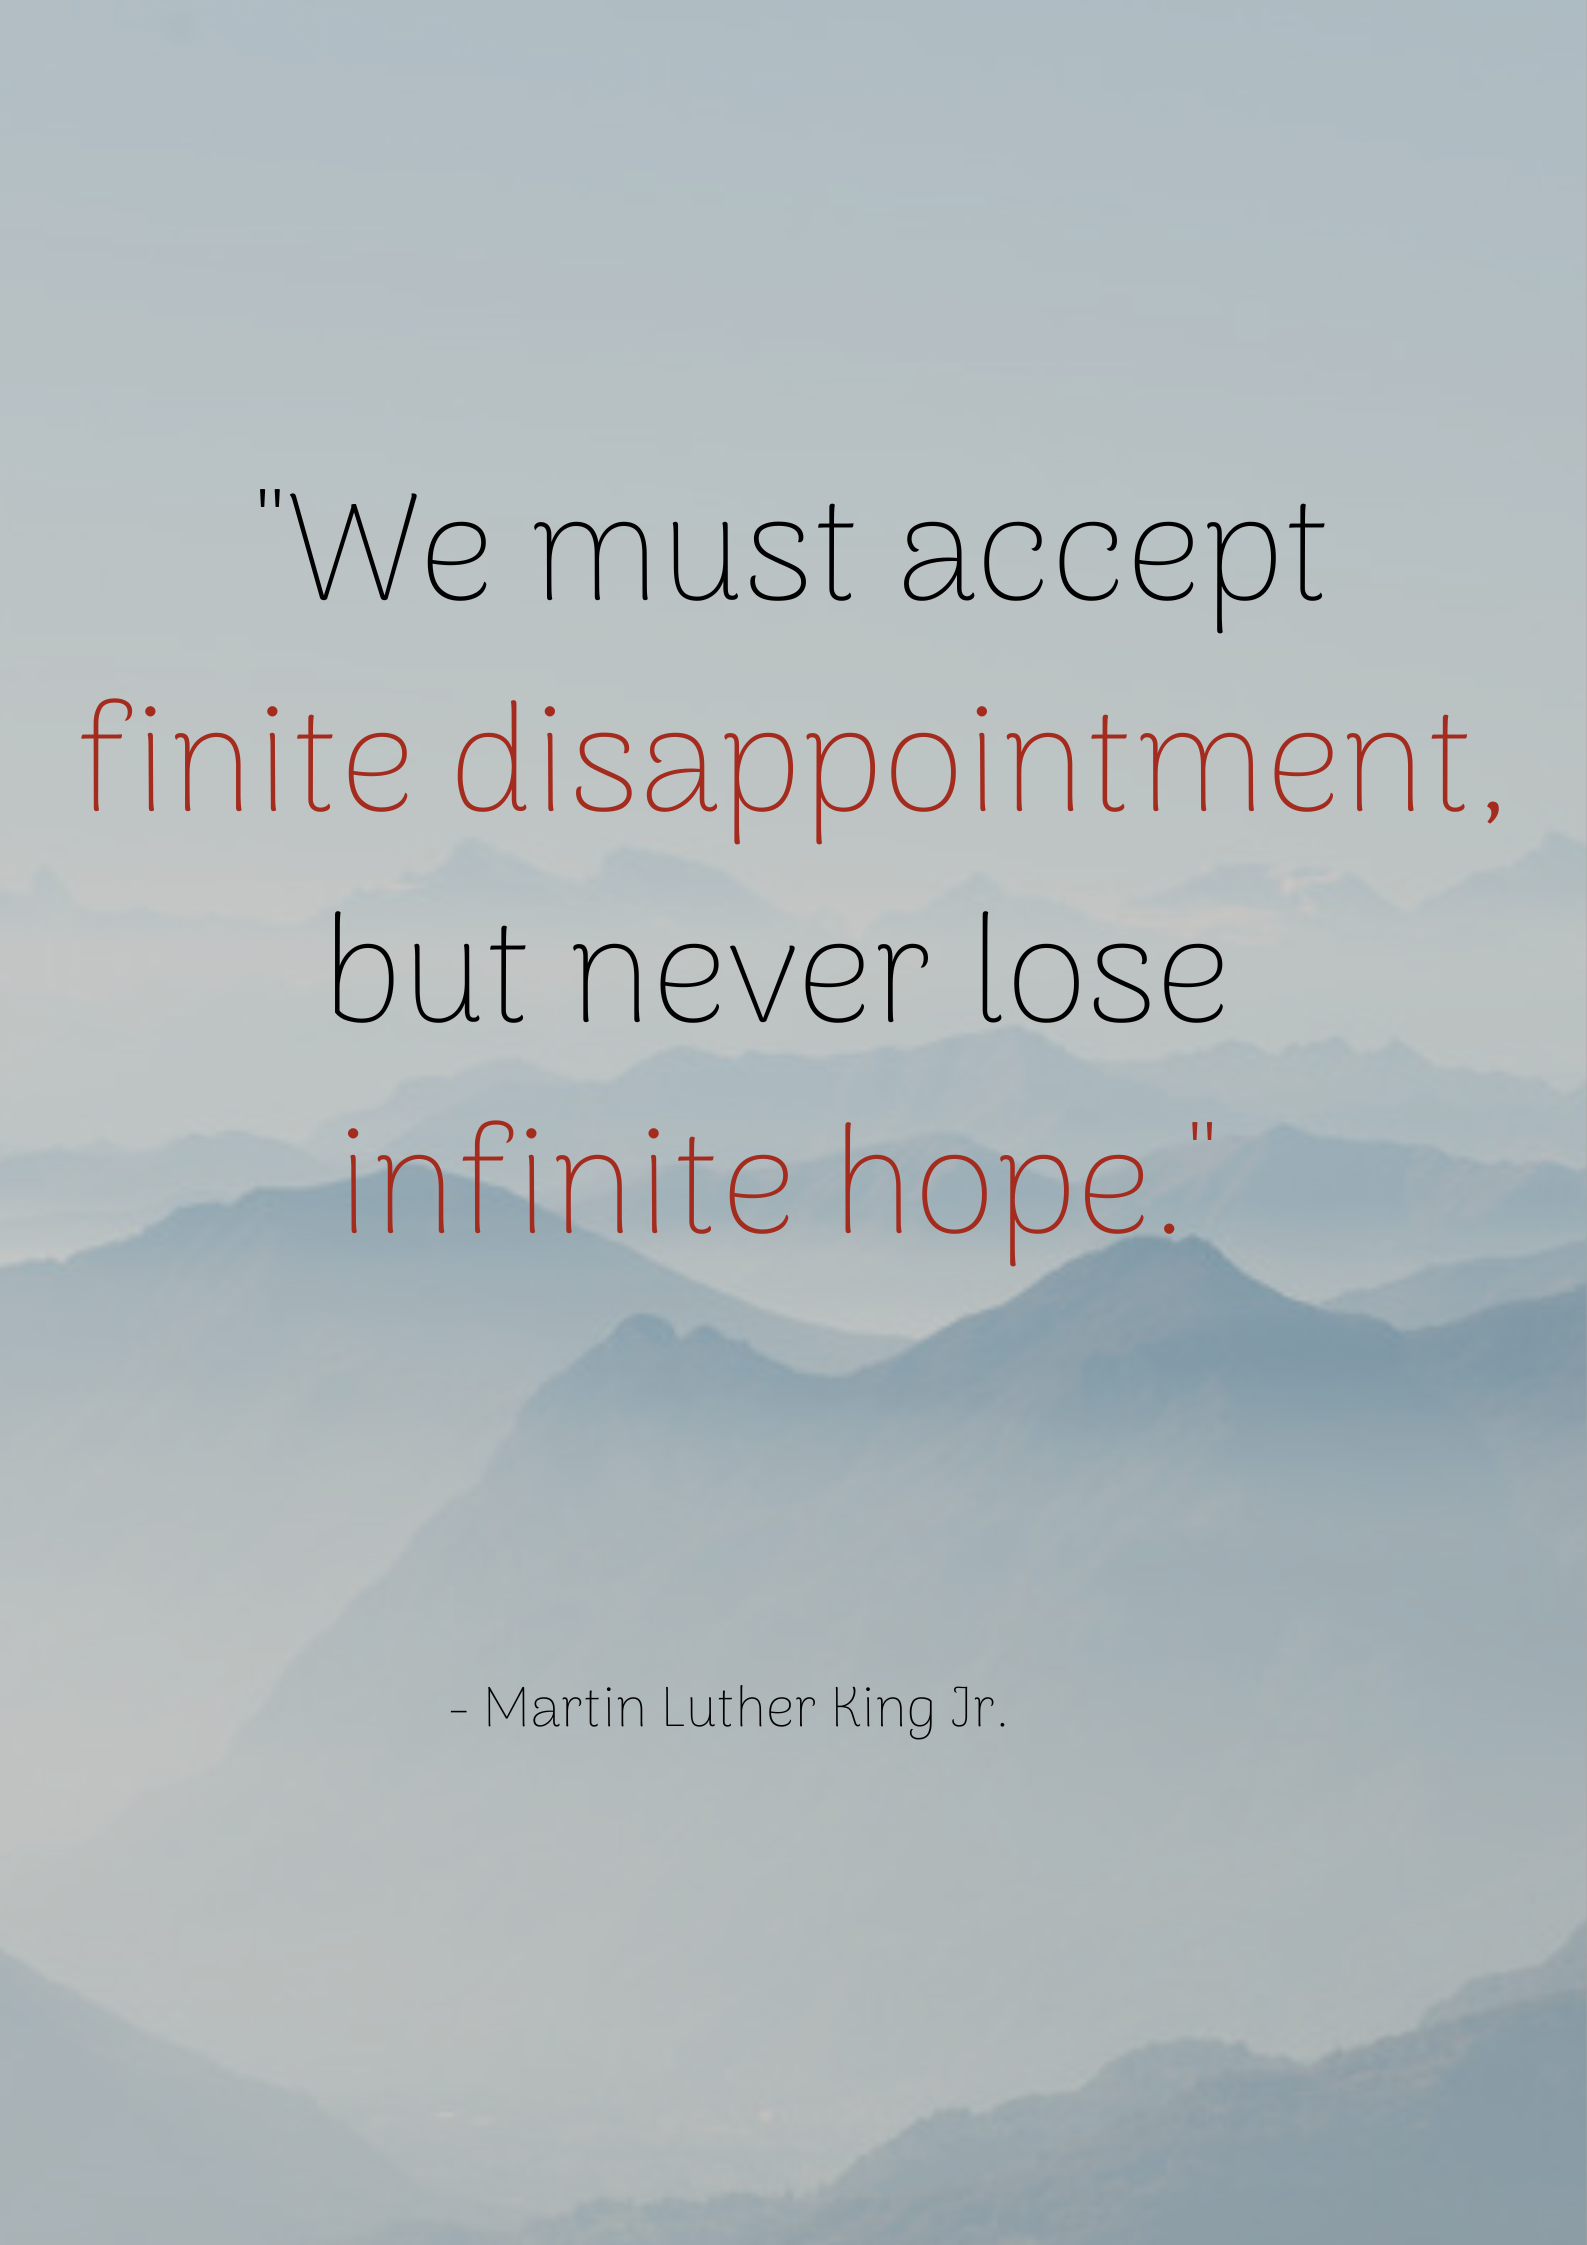 "We must accept
finite disappointment,
but never lose
infinite hope."
- Martin Luther King Jr.